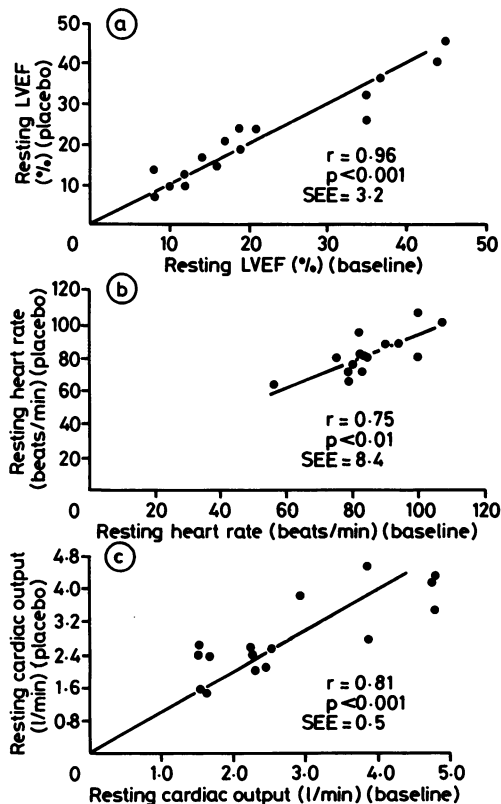 a
Resting LVEF
(%) (placebo)
50
40
30
20
10
0
10 20 30 40 50
r = 0·96
p<0·001
SEE = 3·2
Resting LVEF (%) (baseline)
b
Resting heart rate
(beats/min) (placebo)
120
100
80
60
40
20
0
20 40 60 80 100 120
r = 0·75
p<0·01
SEE = 8·4
Resting heart rate (beats/min) (baseline)
c
Resting cardiac output
(l/min) (placebo)
4·8
4·0
3·2
2·4
1·6
0·8
0
1·0 2·0 3·0 4·0 5·0
r = 0·81
p<0·001
SEE = 0·5
Resting cardiac output (l/min) (baseline)